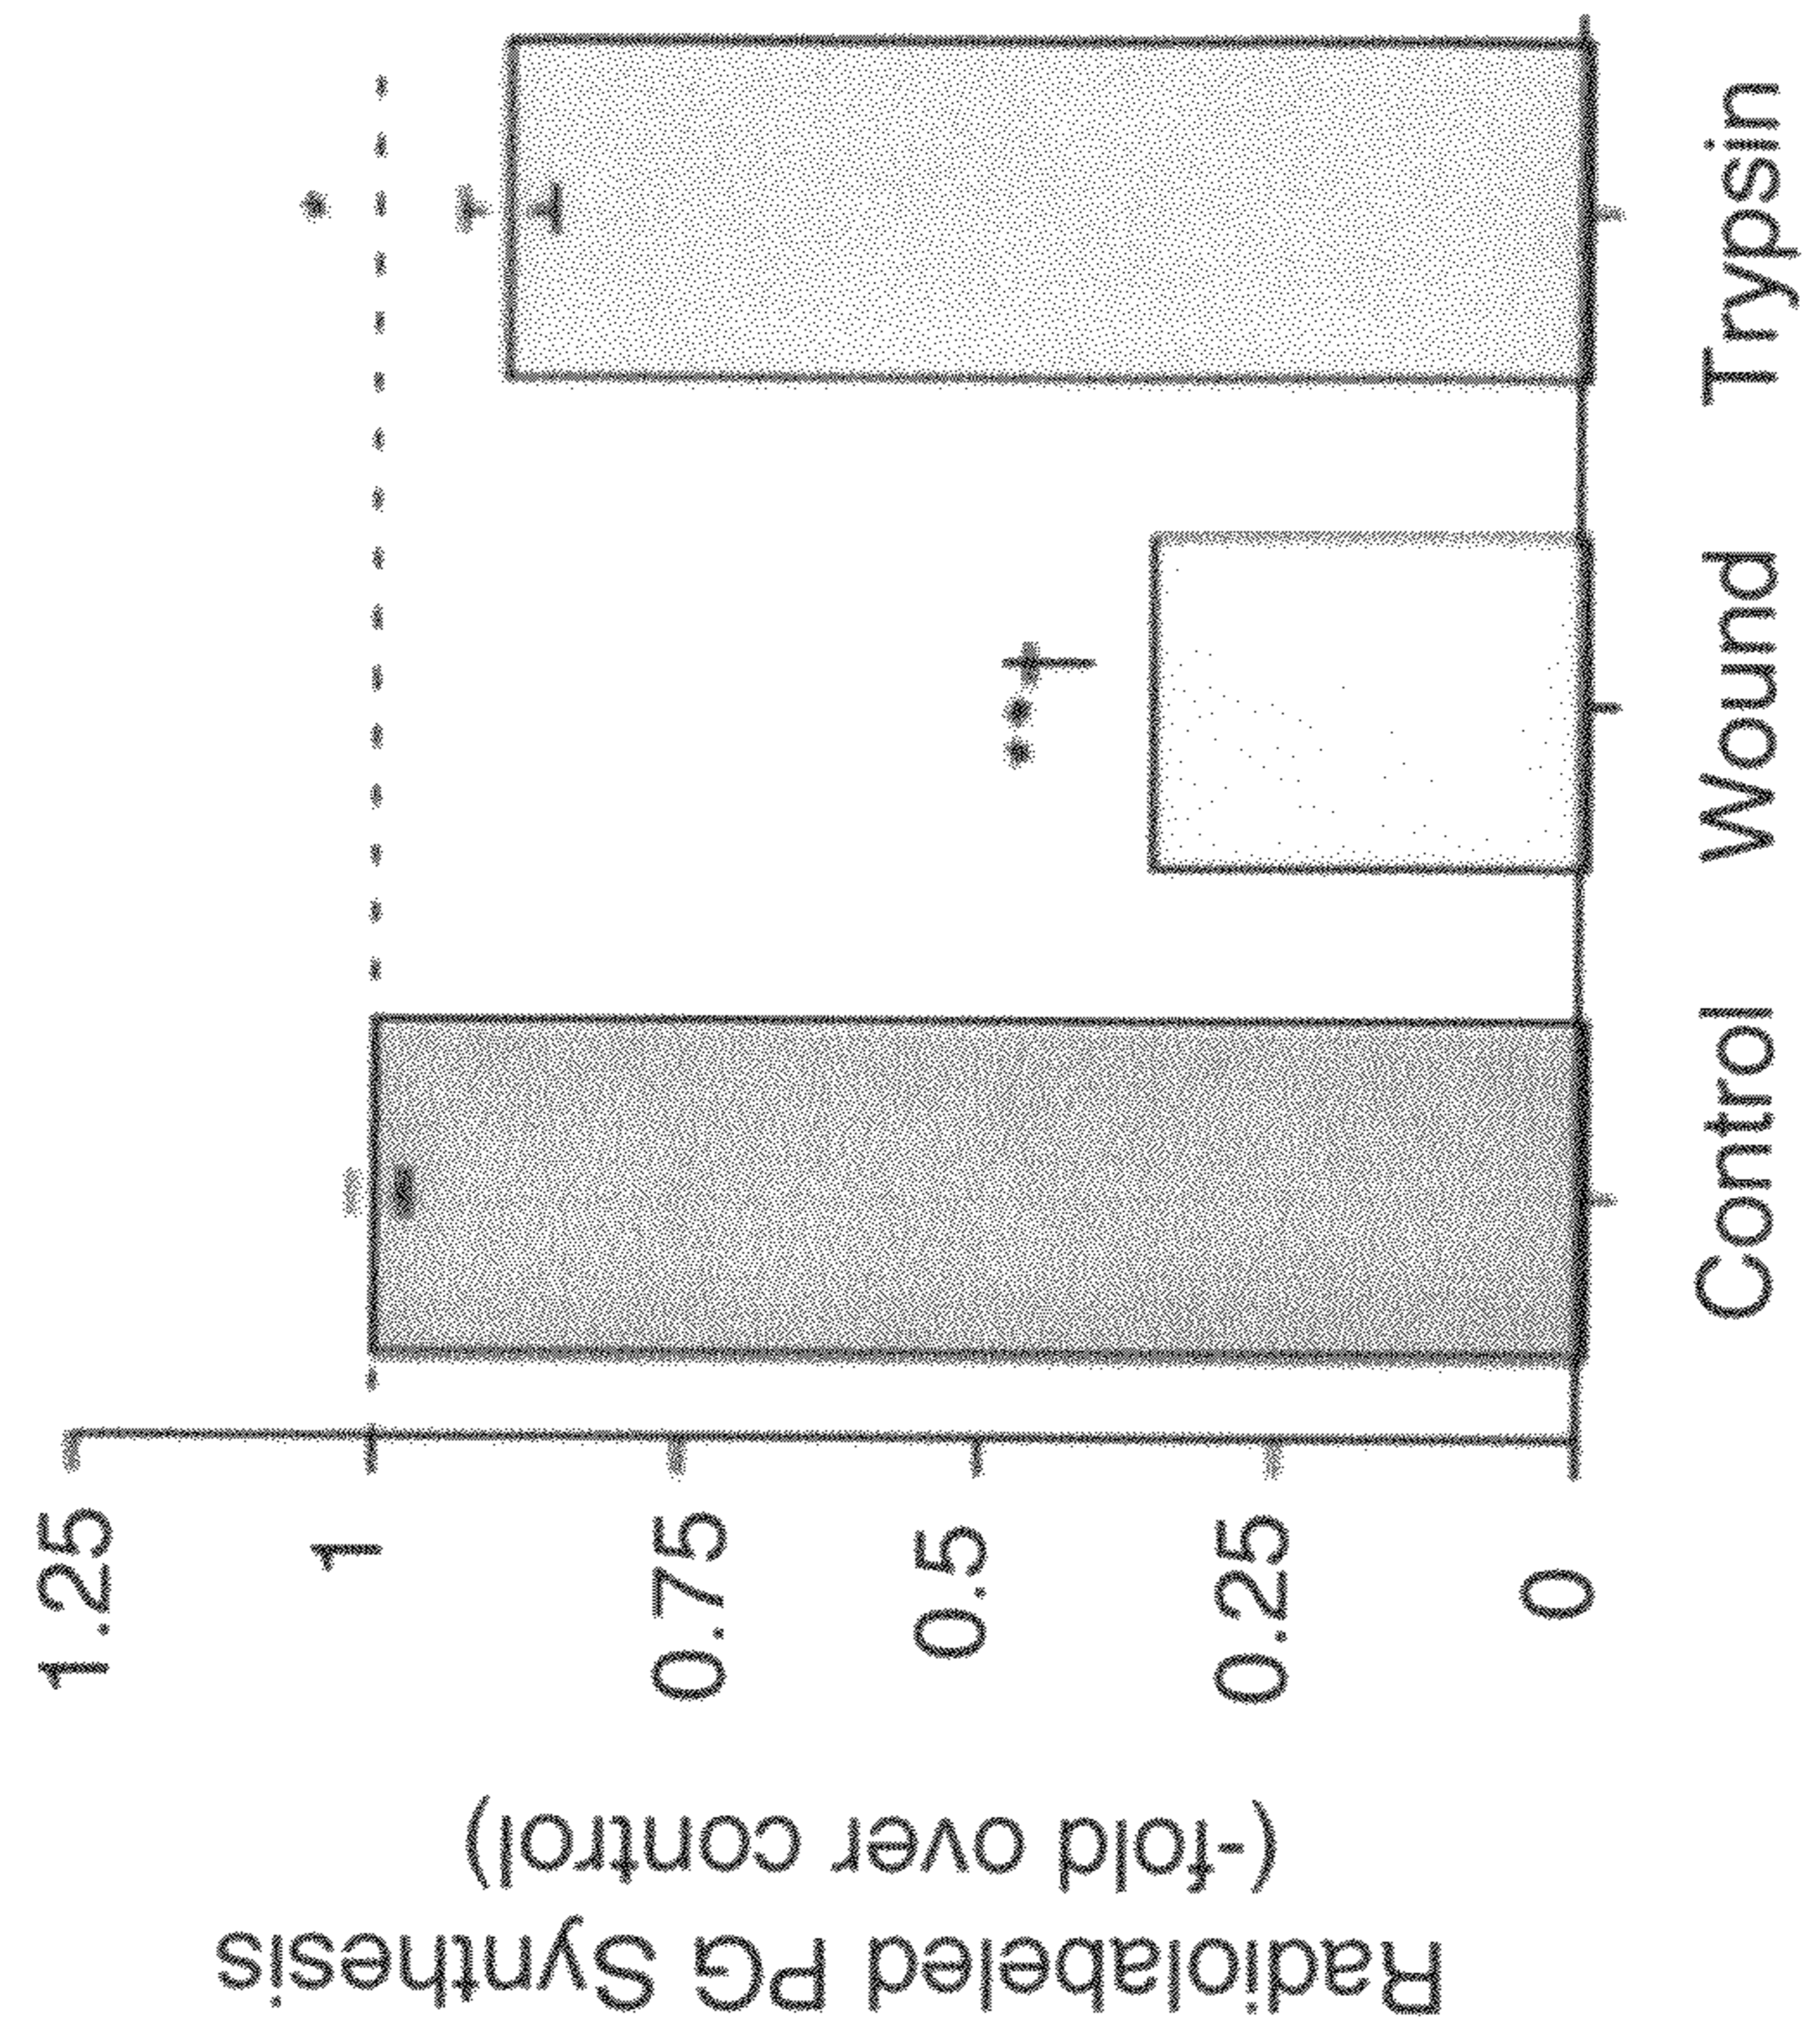 Radiolabeled PG Synthesis
(-fold over control)
1.25
1
0.75
0.5
0.25
0
*
**†
Control
Wound
Trypsin